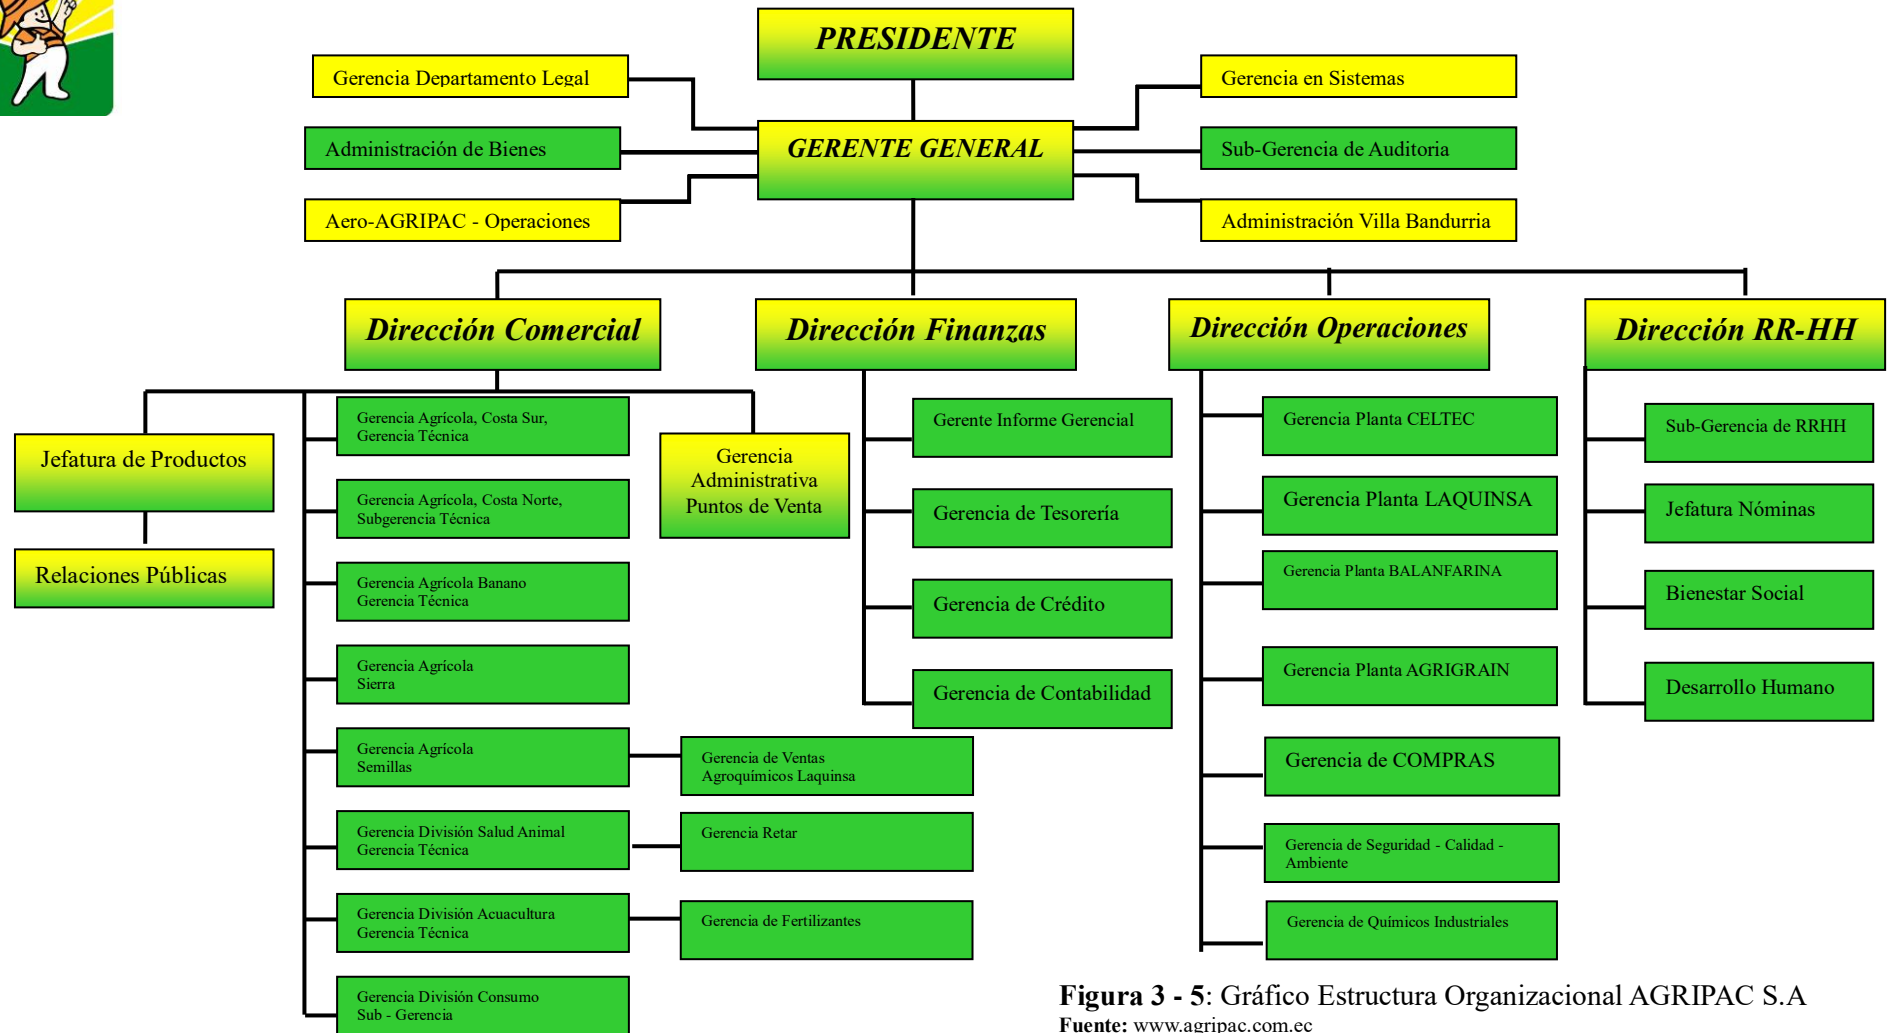 PRESIDENTE
Gerencia Departamento Legal
Gerencia en Sistemas
Administración de Bienes
GERENTE GENERAL
Sub-Gerencia de Auditoria
Aero-AGRIPAC - Operaciones
Administración Villa Bandurria
Dirección Comercial
Dirección Finanzas
Dirección Operaciones
Dirección RR-HH
Jefatura de Productos
Relaciones Públicas
Gerencia Agrícola, Costa Sur,
Gerencia Técnica
Gerencia Agrícola, Costa Norte,
Subgerencia Técnica
Gerencia Agrícola Banano
Gerencia Técnica
Gerencia Agrícola
Sierra
Gerencia Agrícola
Semillas
Gerencia División Salud Animal
Gerencia Técnica
Gerencia División Acuacultura
Gerencia Técnica
Gerencia División Consumo
Sub - Gerencia
Gerencia
Administrativa
Puntos de Venta
Gerencia de Ventas
Agroquímicos Laquinsa
Gerencia Retar
Gerencia de Fertilizantes
Gerente Informe Gerencial
Gerencia de Tesorería
Gerencia de Crédito
Gerencia de Contabilidad
Gerencia Planta CELTEC
Gerencia Planta LAQUINSA
Gerencia Planta BALANFARINA
Gerencia Planta AGRIGRAIN
Gerencia de COMPRAS
Gerencia de Seguridad - Calidad -
Ambiente
Gerencia de Químicos Industriales
Sub-Gerencia de RRHH
Jefatura Nóminas
Bienestar Social
Desarrollo Humano
Figura 3 - 5: Gráfico Estructura Organizacional AGRIPAC S.A
Fuente: www.agripac.com.ec